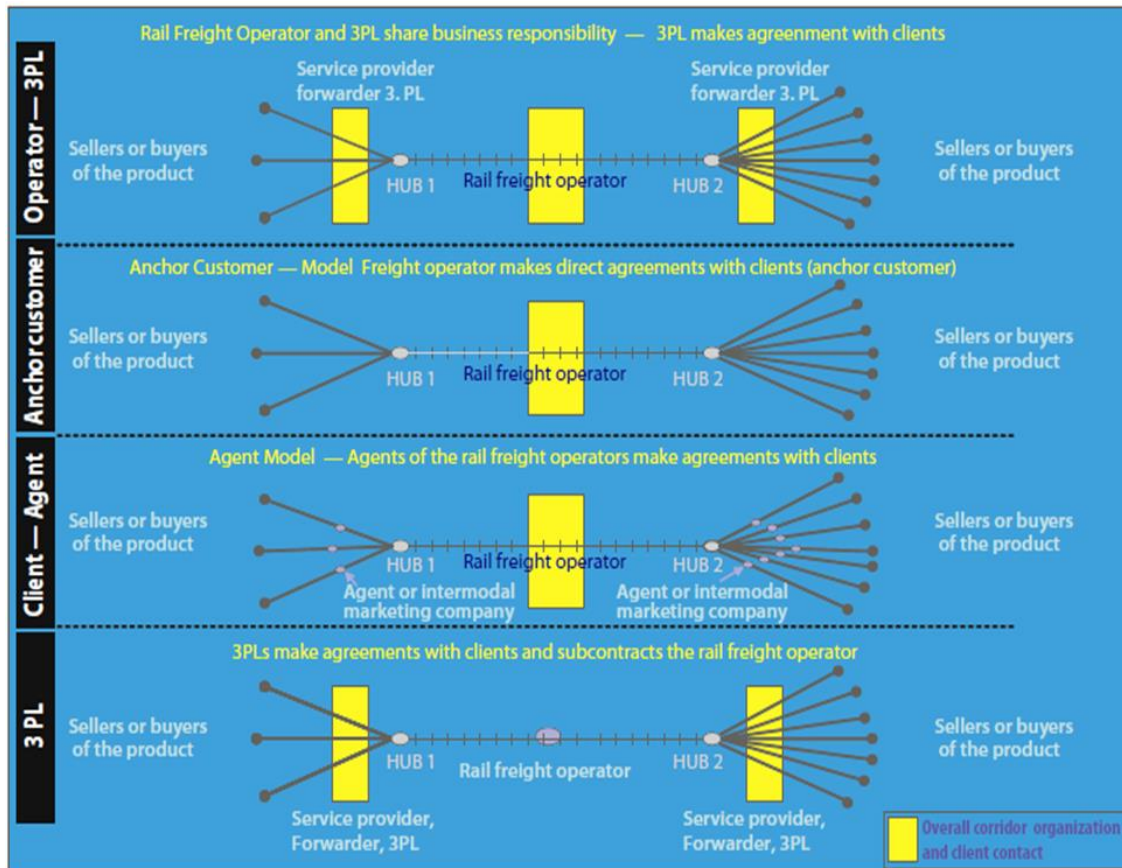 Operator — 3PL
Rail Freight Operator and 3PL share business responsibility — 3PL makes agreenment with clients
Service provider
forwarder 3. PL
Service provider
forwarder 3. PL
Sellers or buyers
of the product
HUB 1
Rail freight operator
HUB 2
Sellers or buyers
of the product
Anchor customer
Anchor Customer — Model Freight operator makes direct agreements with clients (anchor customer)
Sellers or buyers
of the product
HUB 1
Rail freight operator
HUB 2
Sellers or buyers
of the product
Client — Agent
Agent Model — Agents of the rail freight operators make agreements with clients
Sellers or buyers
of the product
HUB 1
Rail freight operator
HUB 2
Sellers or buyers
of the product
Agent or intermodal
marketing company
Agent or intermodal
marketing company
3 PL
3PLs make agreements with clients and subcontracts the rail freight operator
Sellers or buyers
of the product
HUB 1
Rail freight operator
HUB 2
Sellers or buyers
of the product
Service provider,
Forwarder, 3PL
Service provider,
Forwarder, 3PL
Overall corridor organization
and client contact